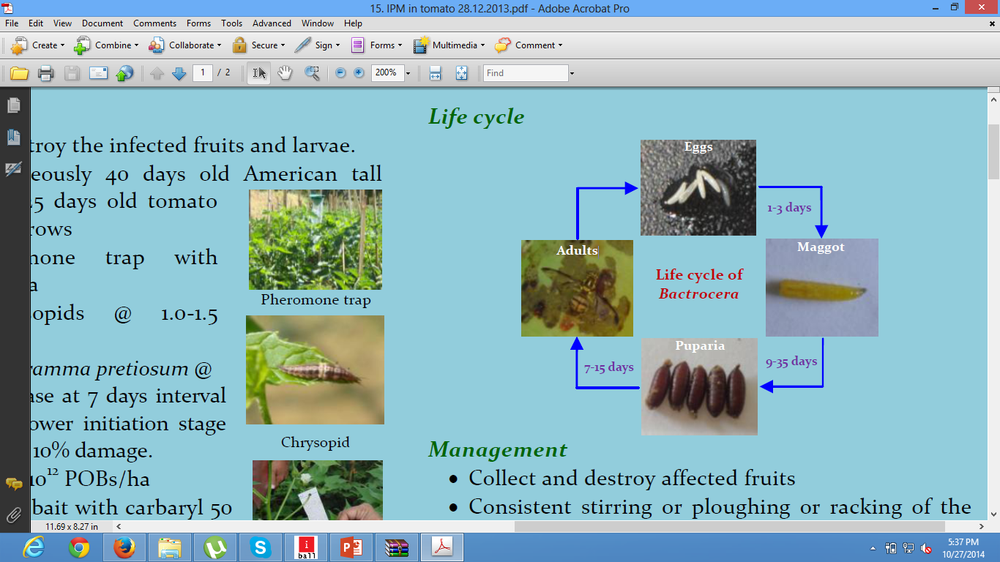 15. IPM in tomato 28.12.2013.pdf - Adobe Acrobat Pro
File Edit View Document Comments Forms Tools Advanced Window Help
Create Combine Collaborate Secure Sign Forms Multimedia Comment
1 / 2 200% Find
troy the infected fruits and larvae.
eously 40 days old American tall
25 days old tomato
rows
none trap with
a
opids @ 1.0-1.5
ramma pretiosum @
ase at 7 days interval
ower initiation stage
10% damage.
10¹² POBs/ha
bait with carbaryl 50
Pheromone trap
Chrysopid
Life cycle
Eggs
1-3 days
Maggot
Adults
Life cycle of
Bactrocera
Puparia
9-35 days
7-15 days
Management
• Collect and destroy affected fruits
• Consistent stirring or ploughing or racking of the
11.69 x 8.27 in
i
ball
5:37 PM
10/27/2014